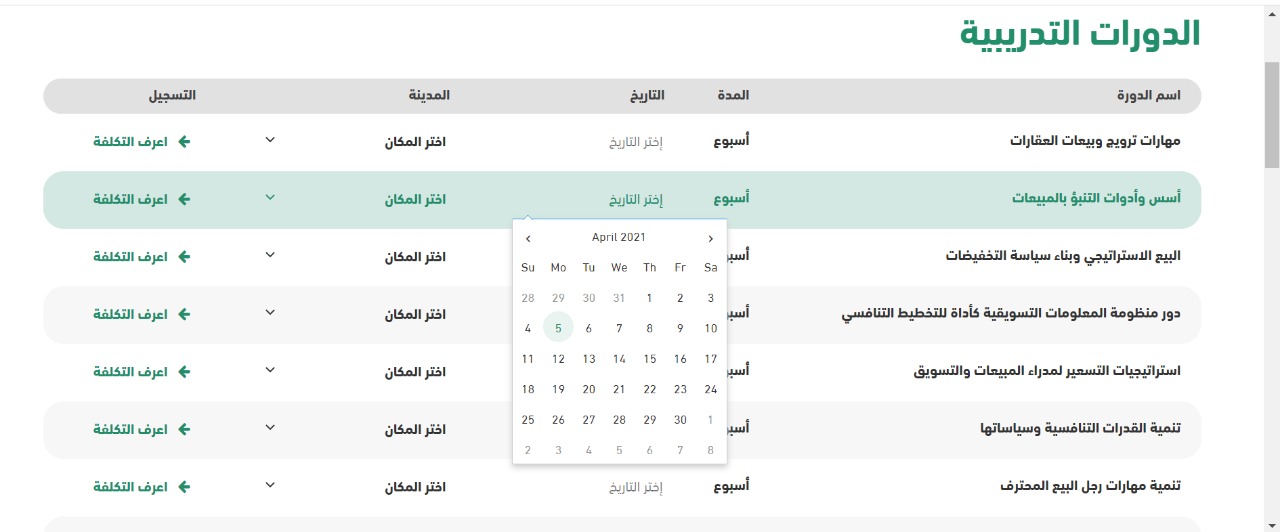 الدورات التدريبية
اسم الدورة المدة التاريخ المدينة التسجيل
مهارات ترويج وبيعات العقارات أسبوع إختر التاريخ اختر المكان اعرف التكلفة
أسس وأدوات التنبؤ بالمبيعات أسبوع إختر التاريخ اختر المكان اعرف التكلفة
البيع الاستراتيجي وبناء سياسة التخفيضات اختر المكان اعرف التكلفة
دور منظومة المعلومات التسويقية كأداة للتخطيط التنافسي اختر المكان اعرف التكلفة
استراتيجيات التسعير لمدراء المبيعات والتسويق اختر المكان اعرف التكلفة
تنمية القدرات التنافسية وسياساتها اختر المكان اعرف التكلفة
تنمية مهارات رجل البيع المحترف أسبوع إختر التاريخ اختر المكان اعرف التكلفة
April 2021
Su Mo Tu We Th Fr Sa
28 29 30 31 1 2 3
4 5 6 7 8 9 10
11 12 13 14 15 16 17
18 19 20 21 22 23 24
25 26 27 28 29 30 1
2 3 4 5 6 7 8